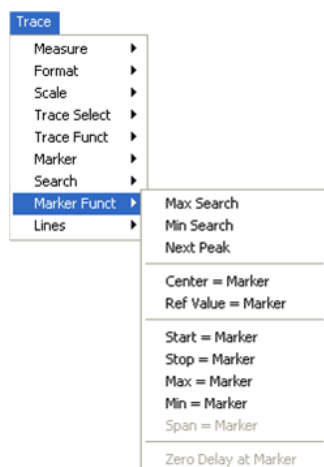 Trace
Measure
Format
Scale
Trace Select
Trace Funct
Marker
Search
Marker Funct
Lines
Max Search
Min Search
Next Peak
Center = Marker
Ref Value = Marker
Start = Marker
Stop = Marker
Max = Marker
Min = Marker
Span = Marker
Zero Delay at Marker